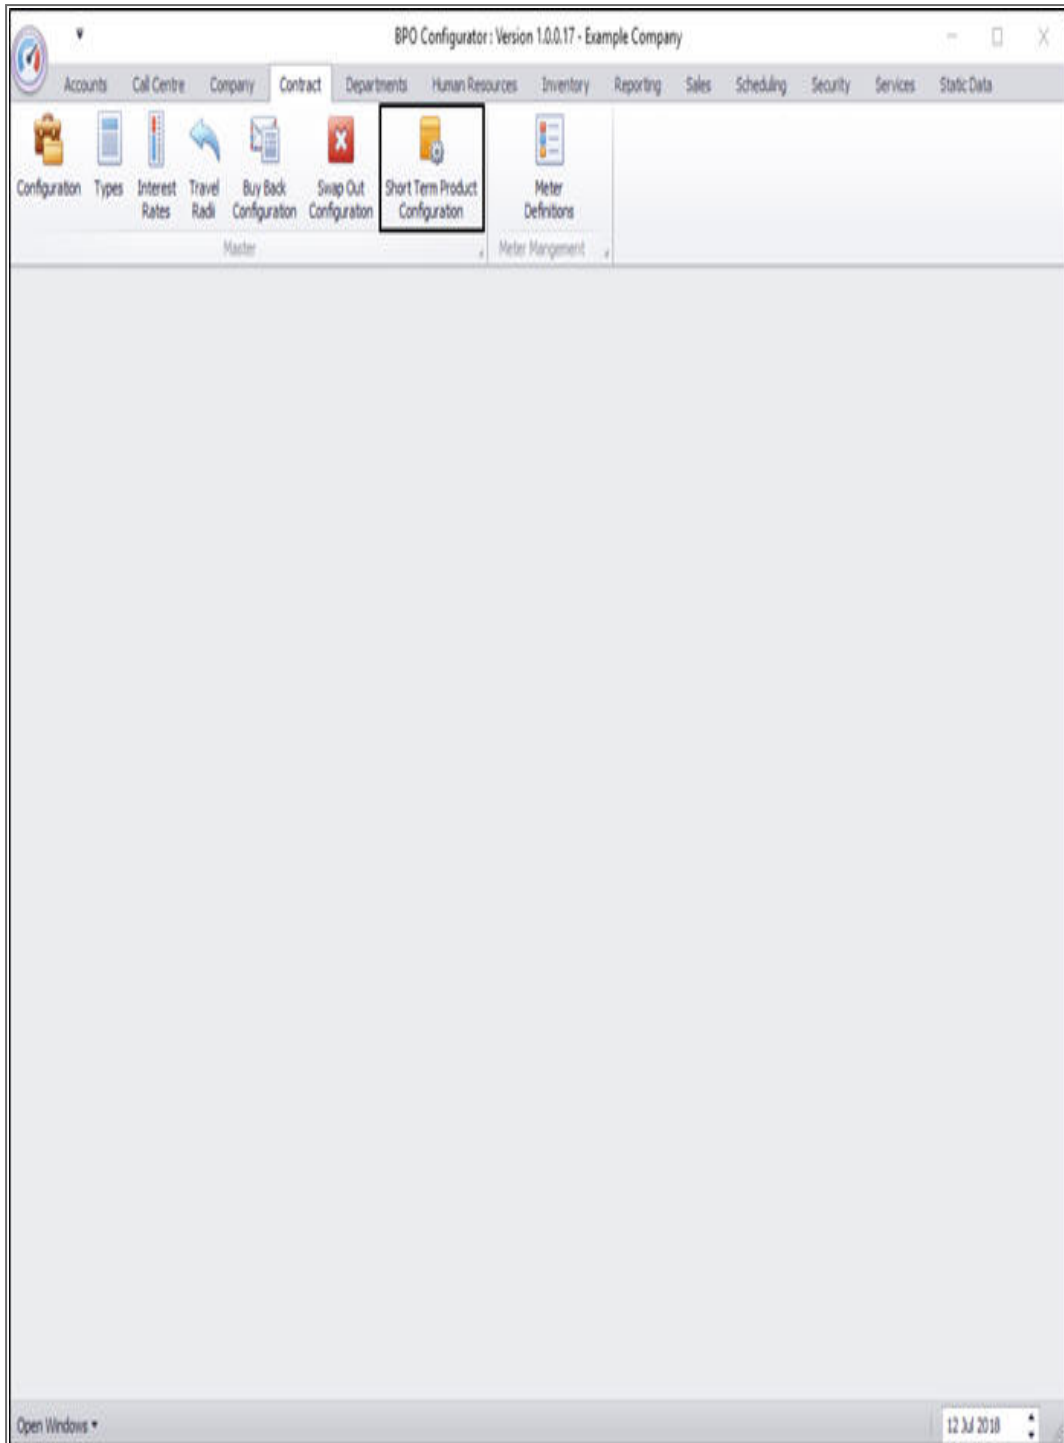 BPO Configurator : Version 1.0.0.17 - Example Company
Accounts Call Centre Company Contract Departments Human Resources Inventory Reporting Sales Scheduling Security Services Static Data
Configuration Types Interest Travel Buy Back Swap Out Short Term Product Meter
Rates Radii Configuration Configuration Configuration Definitions
Master Meter Mangement
Open Windows 12 Jul 2018